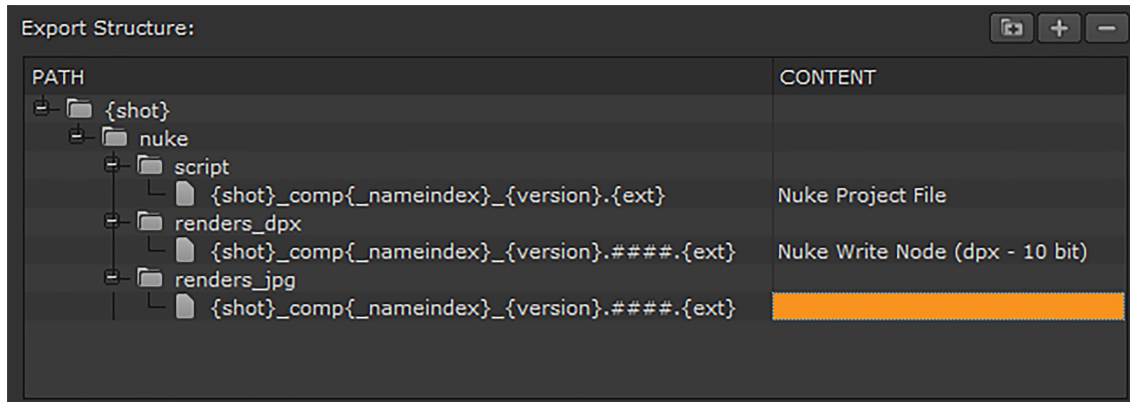 Export Structure:
PATH CONTENT
{shot}
nuke
script
{shot}_comp{_nameindex}_{version}.{ext} Nuke Project File
renders_dpx
{shot}_comp{_nameindex}_{version}.####.{ext} Nuke Write Node (dpx - 10 bit)
renders_jpg
{shot}_comp{_nameindex}_{version}.####.{ext}